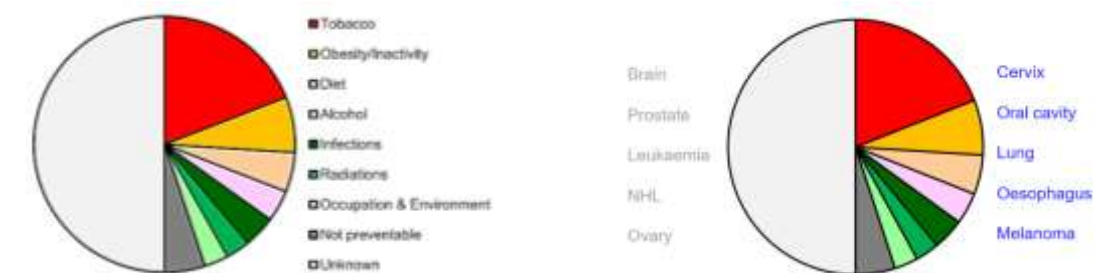 Tobacco
Obesity/Inactivity
Diet
Alcohol
Infections
Radiations
Occupation & Environment
Not preventable
Unknown
Brain
Prostate
Leukaemia
NHL
Ovary
Cervix
Oral cavity
Lung
Oesophagus
Melanoma